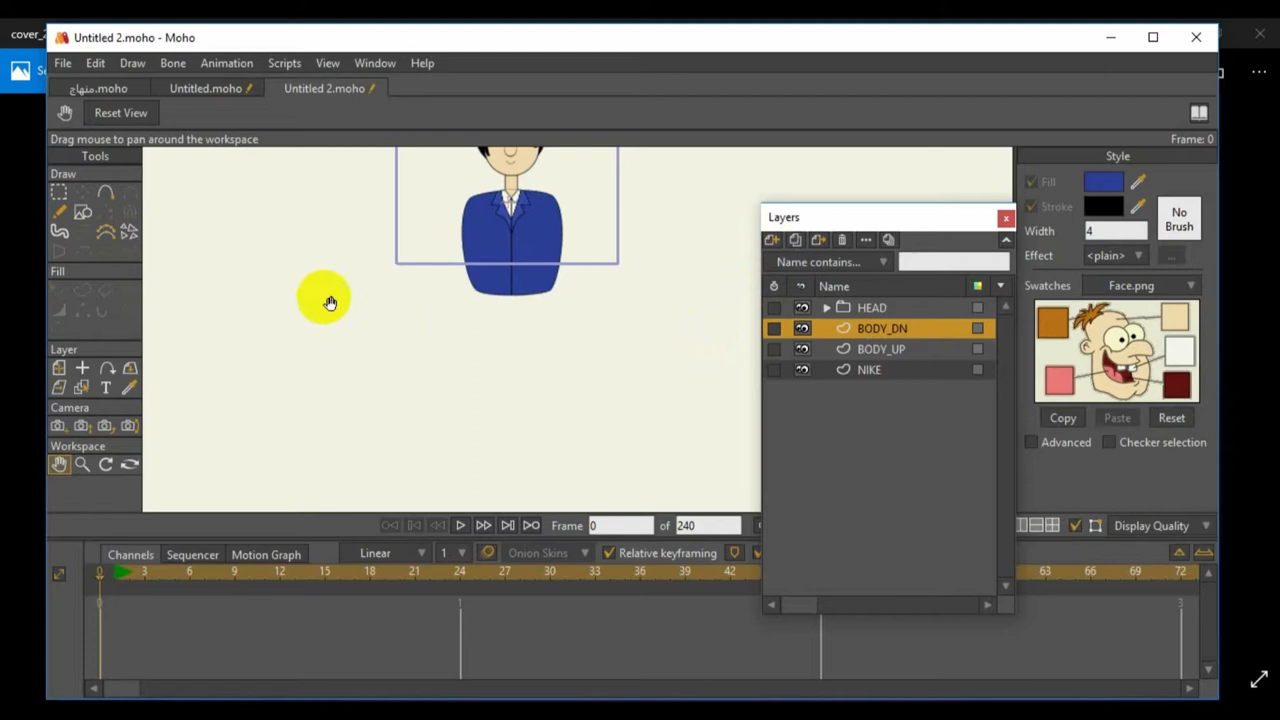 cover_2
Untitled 2.moho - Moho
File Edit Draw Bone Animation Scripts View Window Help
منهاج.moho Untitled.moho Untitled 2.moho
Reset View
Drag mouse to pan around the workspace Frame: 0
Tools Style
Draw
Fill
Stroke
No Brush
Width 4
Effect <plain> ...
Layers
Name contains...
Name
Swatches Face.png
HEAD
BODY_DN
BODY_UP
NIKE
Fill
Layer
T
Camera
Copy Paste Reset
Advanced Checker selection
Workspace
Frame 0 of 240 Display Quality
Channels Sequencer Motion Graph Linear 1 Onion Skins Relative keyframing
0 3 6 9 12 15 18 21 24 27 30 33 36 39 42 63 66 69 72
0 1 3